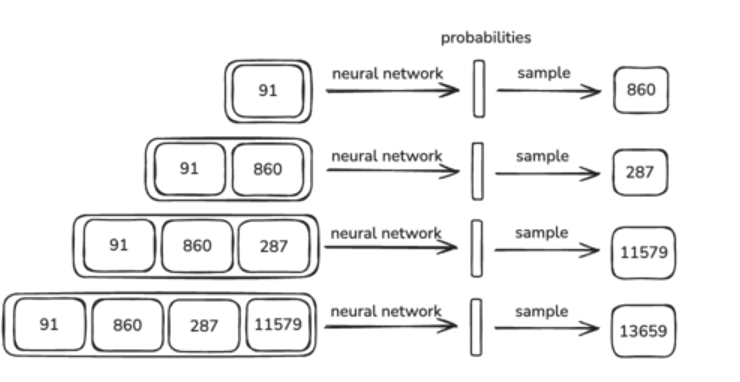 probabilities
91 neural network sample 860
91 860 neural network sample 287
91 860 287 neural network sample 11579
91 860 287 11579 neural network sample 13659